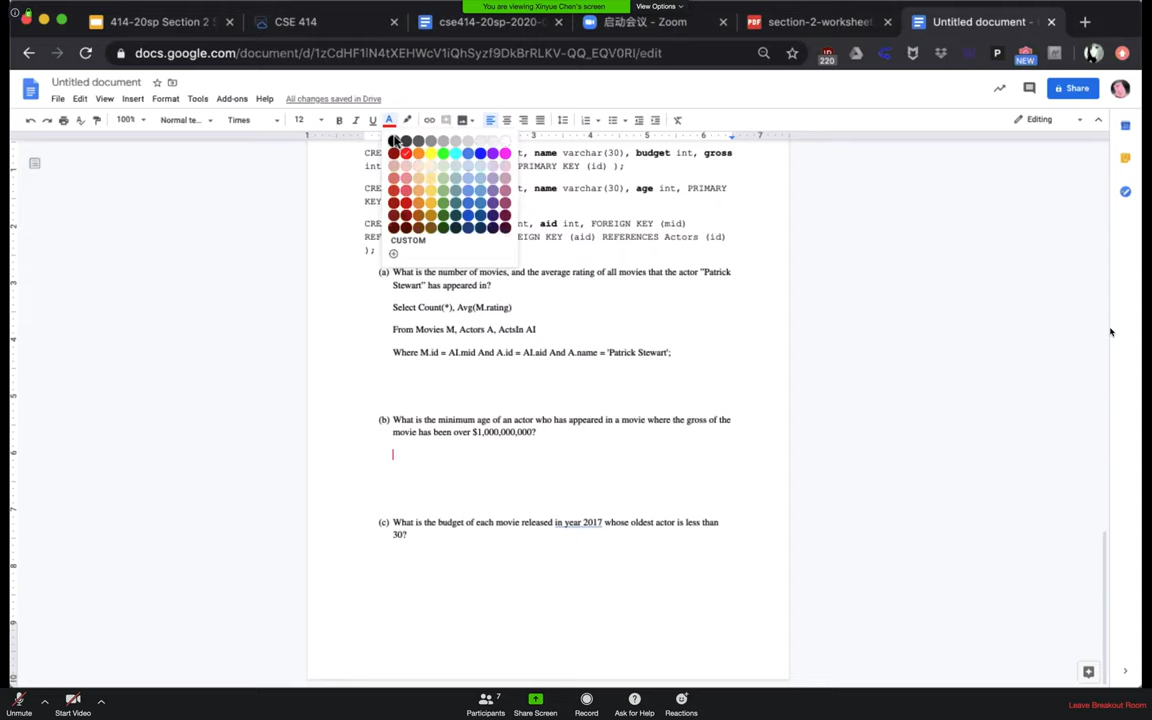 You are viewing Xinyue Chen's screen
View Options
414-20sp Section 2 S
CSE 414
cse414-20sp-2020-
启动会议 - Zoom
section-2-worksheet
Untitled document -
docs.google.com/document/d/1zCdHF1lN4tXEHWcV1iQhSyzf9DkBrRLKV-QQ_EQV0RI/edit
220
P
NEW
Untitled document
Share
File Edit View Insert Format Tools Add-ons Help All changes saved in Drive
100% Normal te... Times 12 B I U A Editing
1 3 4 5 6 7
CRE t, name varchar(30), budget int, gross
int PRIMARY KEY (id) );
CRE t, name varchar(30), age int, PRIMARY
KEY
CRE nt, aid int, FOREIGN KEY (mid)
REF EIGN KEY (aid) REFERENCES Actors (id)
);
CUSTOM
(a) What is the number of movies, and the average rating of all movies that the actor "Patrick
Stewart" has appeared in?
Select Count(*), Avg(M.rating)
From Movies M, Actors A, ActsIn AI
Where M.id = AI.mid And A.id = AI.aid And A.name = 'Patrick Stewart';
(b) What is the minimum age of an actor who has appeared in a movie where the gross of the
movie has been over $1,000,000,000?
(c) What is the budget of each movie released in year 2017 whose oldest actor is less than
30?
7
Unmute Start Video Participants Share Screen Record Ask for Help Reactions Leave Breakout Room